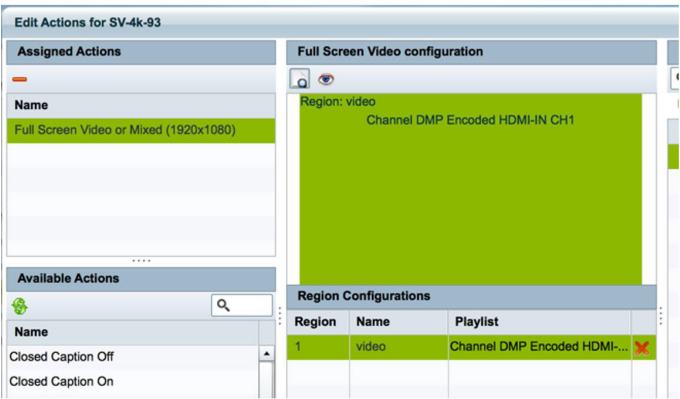 Edit Actions for SV-4k-93
Assigned Actions
Name
Full Screen Video or Mixed (1920x1080)
Available Actions
Name
Closed Caption Off
Closed Caption On
Full Screen Video configuration
Region: video
Channel DMP Encoded HDMI-IN CH1
Region Configurations
Region Name Playlist
1 video Channel DMP Encoded HDMI-...